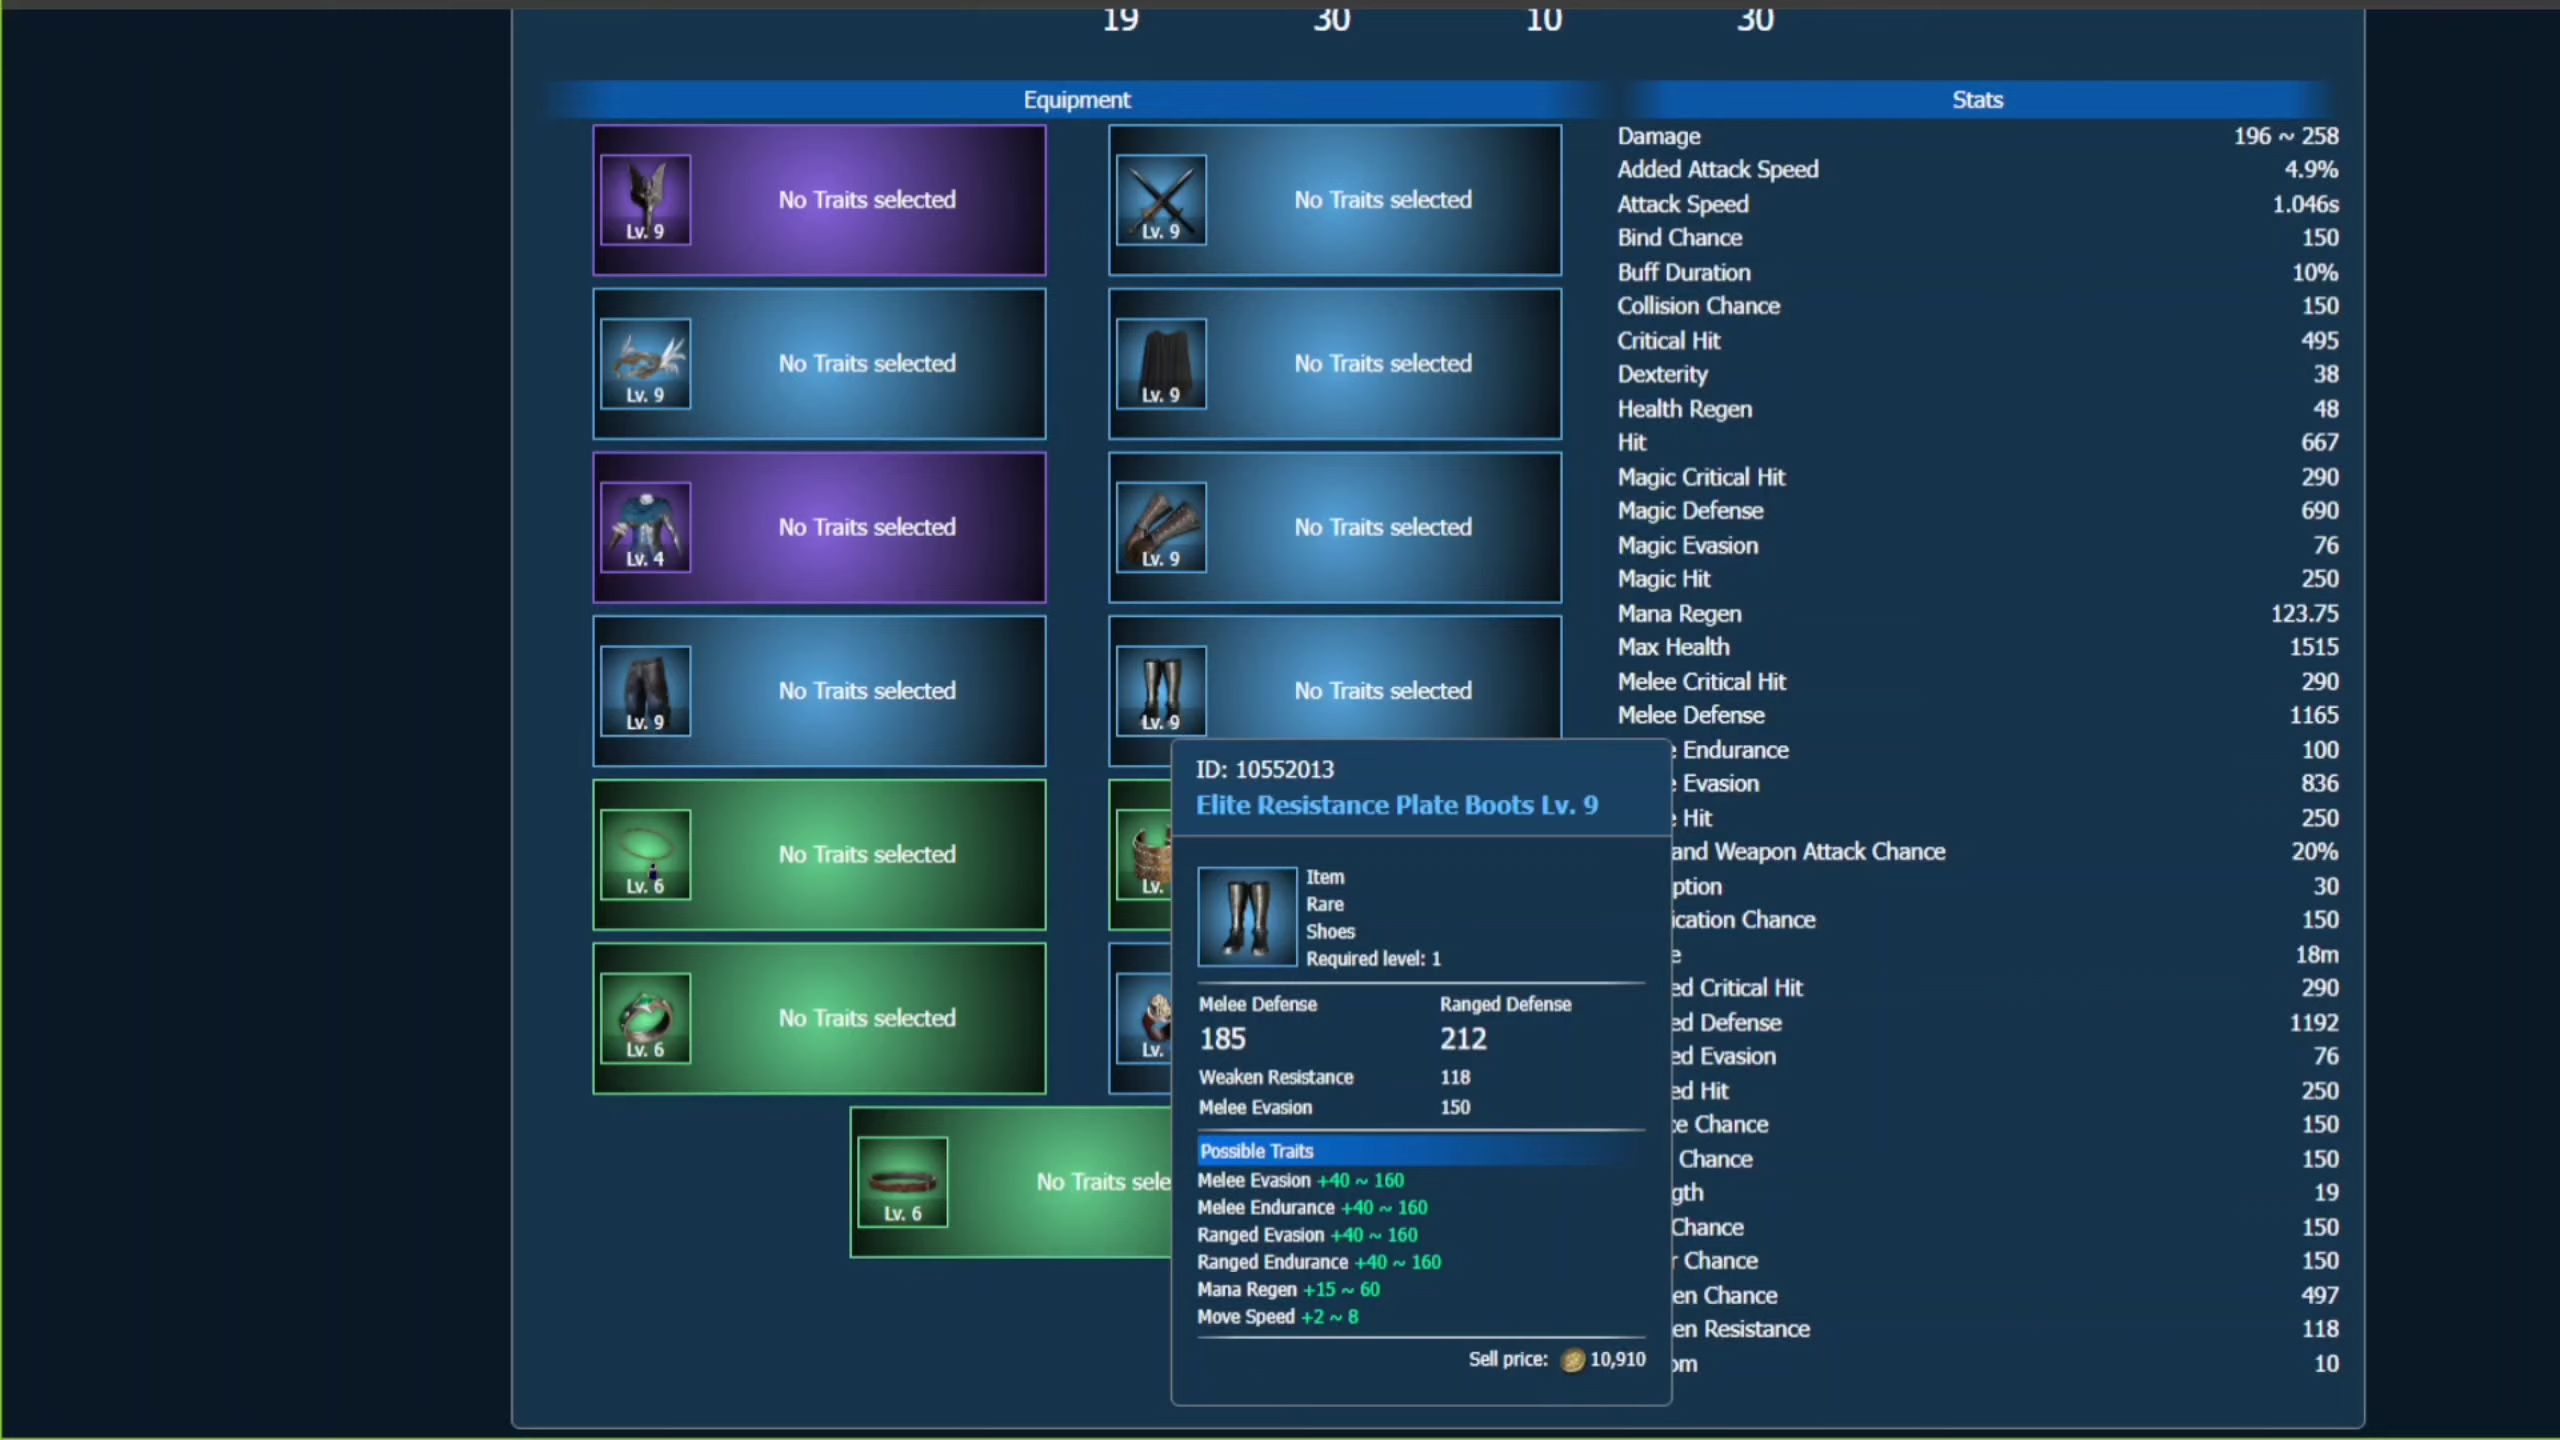 19 30 10 30
Equipment
Stats
Lv. 9 No Traits selected
Lv. 9 No Traits selected
Lv. 9 No Traits selected
Lv. 9 No Traits selected
Lv. 4 No Traits selected
Lv. 9 No Traits selected
Lv. 9 No Traits selected
Lv. 9 No Traits selected
Lv. 6 No Traits selected
Lv.
Lv. 6 No Traits selected
Lv.
Lv. 6 No Traits sele
Damage 196 ~ 258
Added Attack Speed 4.9%
Attack Speed 1.046s
Bind Chance 150
Buff Duration 10%
Collision Chance 150
Critical Hit 495
Dexterity 38
Health Regen 48
Hit 667
Magic Critical Hit 290
Magic Defense 690
Magic Evasion 76
Magic Hit 250
Mana Regen 123.75
Max Health 1515
Melee Critical Hit 290
Melee Defense 1165
e Endurance 100
e Evasion 836
e Hit 250
and Weapon Attack Chance 20%
ption 30
ication Chance 150
e 18m
ed Critical Hit 290
ed Defense 1192
ed Evasion 76
ed Hit 250
ce Chance 150
Chance 150
gth 19
Chance 150
r Chance 150
en Chance 497
en Resistance 118
om 10
ID: 10552013
Elite Resistance Plate Boots Lv. 9
Item
Rare
Shoes
Required level: 1
Melee Defense Ranged Defense
185 212
Weaken Resistance 118
Melee Evasion 150
Possible Traits
Melee Evasion +40 ~ 160
Melee Endurance +40 ~ 160
Ranged Evasion +40 ~ 160
Ranged Endurance +40 ~ 160
Mana Regen +15 ~ 60
Move Speed +2 ~ 8
Sell price: 10,910